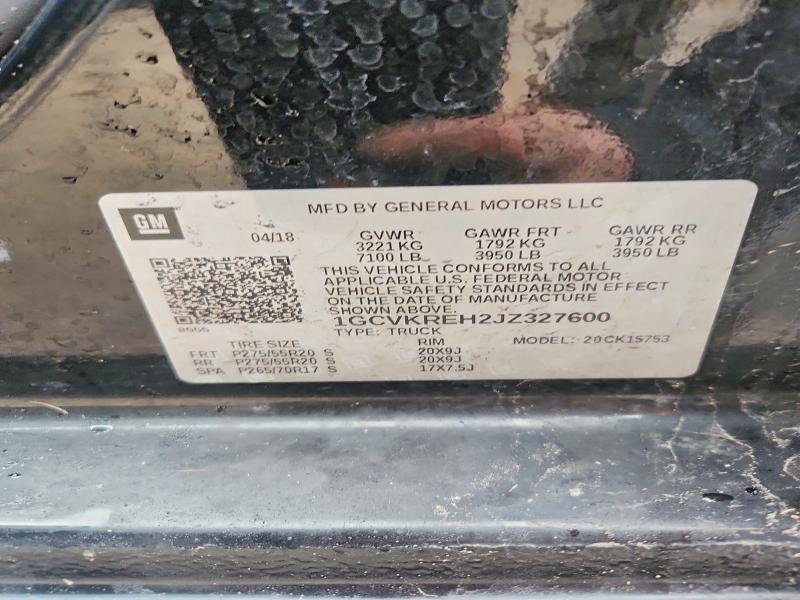 GM
MFD BY GENERAL MOTORS LLC
04/18 GVWR GAWR FRT GAWR RR
3221 KG 1792 KG 1792 KG
7100 LB 3950 LB 3950 LB
THIS VEHICLE CONFORMS TO ALL
APPLICABLE U.S. FEDERAL MOTOR
VEHICLE SAFETY STANDARDS IN EFFECT
ON THE DATE OF MANUFACTURE
SHOWN ABOVE.
1GCVKREH2JZ327600
TYPE: TRUCK MODEL: 20CK15753
TIRE SIZE RIM
FRT P275/55R20 S 20X9J
RR P275/55R20 S 20X9J
SPA P265/70R17 S 17X7.5J